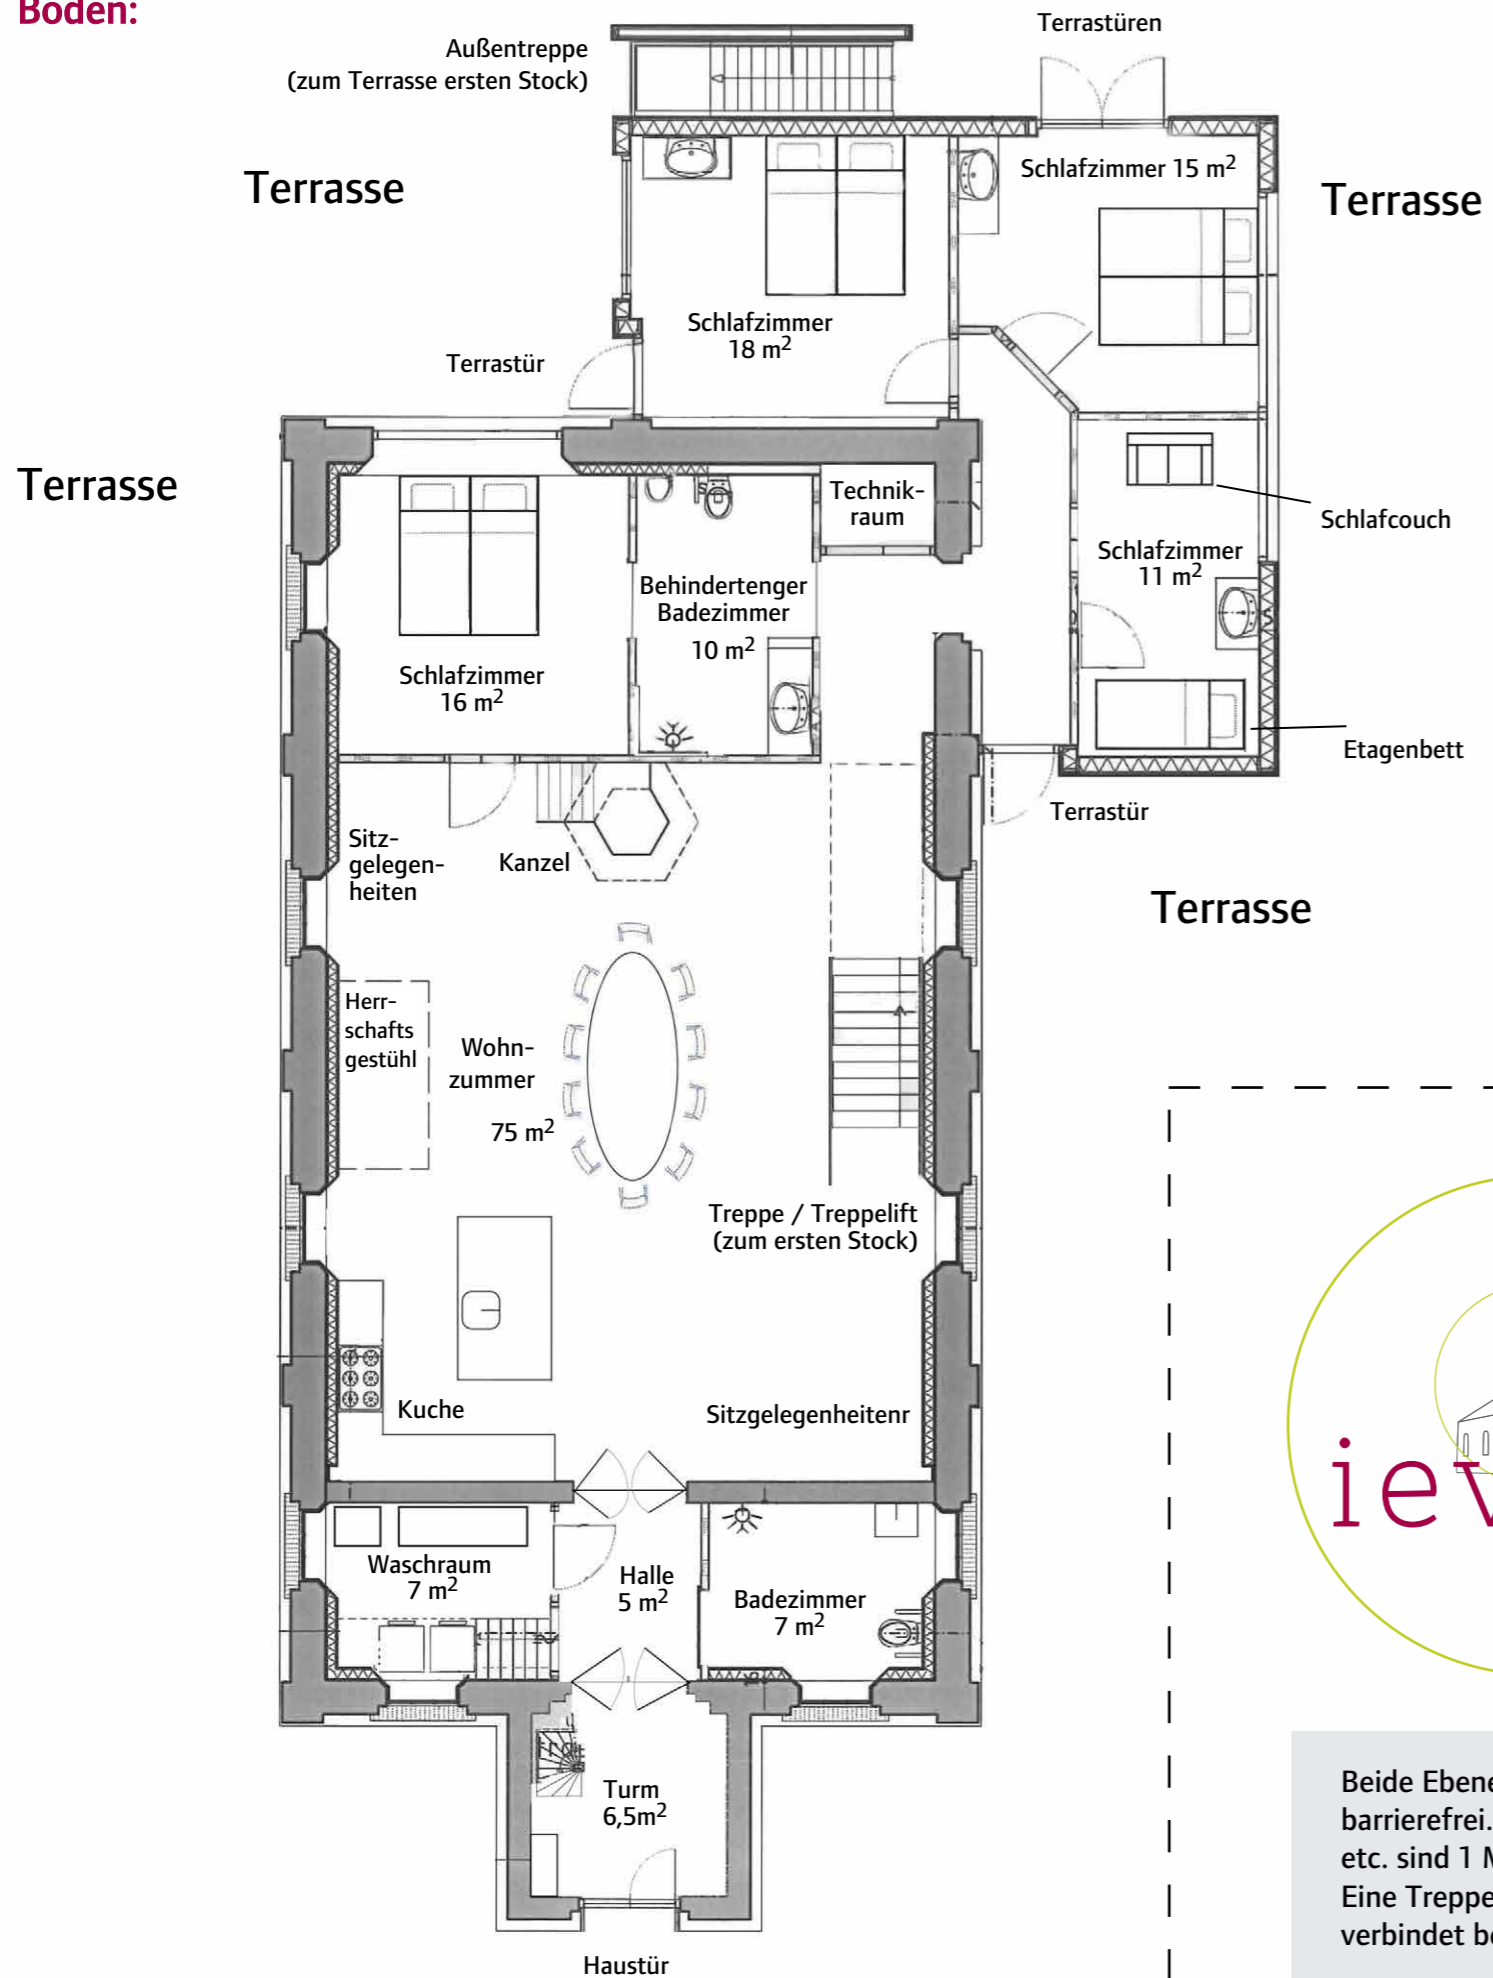 Boden:
Terrastüren
Außentreppe
(zum Terrasse ersten Stock)
Terrasse
Schlafzimmer 15 m²
Terrasse
Schlafzimmer
18 m²
Terrastür
Terrasse
Technik-
raum
Schlafcouch
Schlafzimmer
11 m²
Behindertenger
Badezimmer
10 m²
Schlafzimmer
16 m²
Etagenbett
Terrastür
Sitz-
gelegen-
heiten
Kanzel
Terrasse
Herr-
schafts
gestühl
Wohn-
zummer
75 m²
Treppe / Treppelift
(zum ersten Stock)
Kuche
Sitzgelegenheitenr
Waschraum
7 m²
Halle
5 m²
Badezimmer
7 m²
Turm
6,5m²
Haustür
iev
Beide Ebene
barrierefrei.
etc. sind 1 M
Eine Treppe
verbindet be